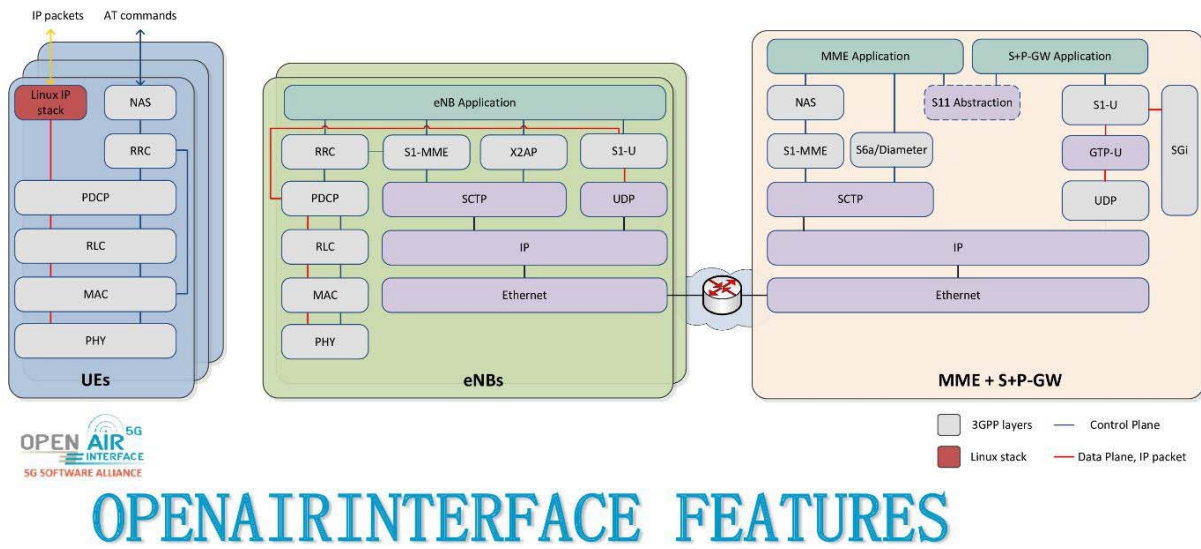 IP packets
AT commands
Linux IP
stack
NAS
RRC
PDCP
RLC
MAC
PHY
UEs
eNB Application
RRC
S1-MME
X2AP
S1-U
PDCP
SCTP
UDP
RLC
IP
MAC
Ethernet
PHY
eNBs
MME Application
S+P-GW Application
NAS
S11 Abstraction
S1-U
S1-MME
S6a/Diameter
GTP-U
SGi
SCTP
UDP
IP
Ethernet
MME + S+P-GW
3GPP layers
Control Plane
Linux stack
Data Plane, IP packet
OPEN AIR 5G
INTERFACE
5G SOFTWARE ALLIANCE
OPENAIRINTERFACE FEATURES